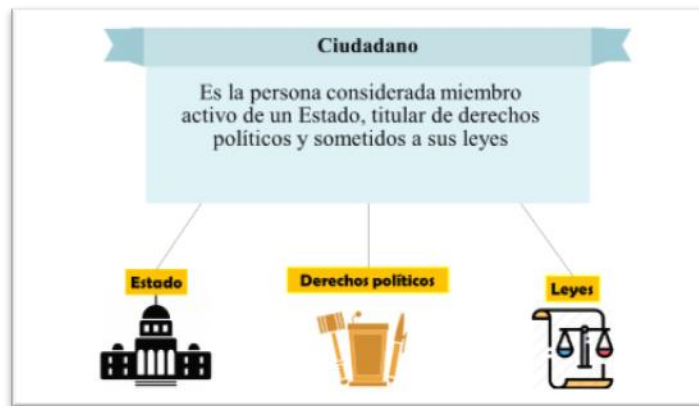 Ciudadano
Es la persona considerada miembro
activo de un Estado, titular de derechos
políticos y sometidos a sus leyes
Estado
Derechos políticos
Leyes